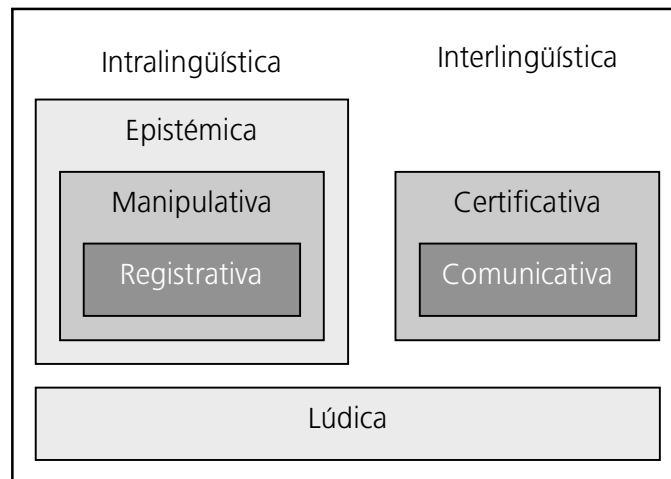 Intralingüística
Interlingüística
Epistémica
Manipulativa
Certificativa
Registrativa
Comunicativa
Lúdica